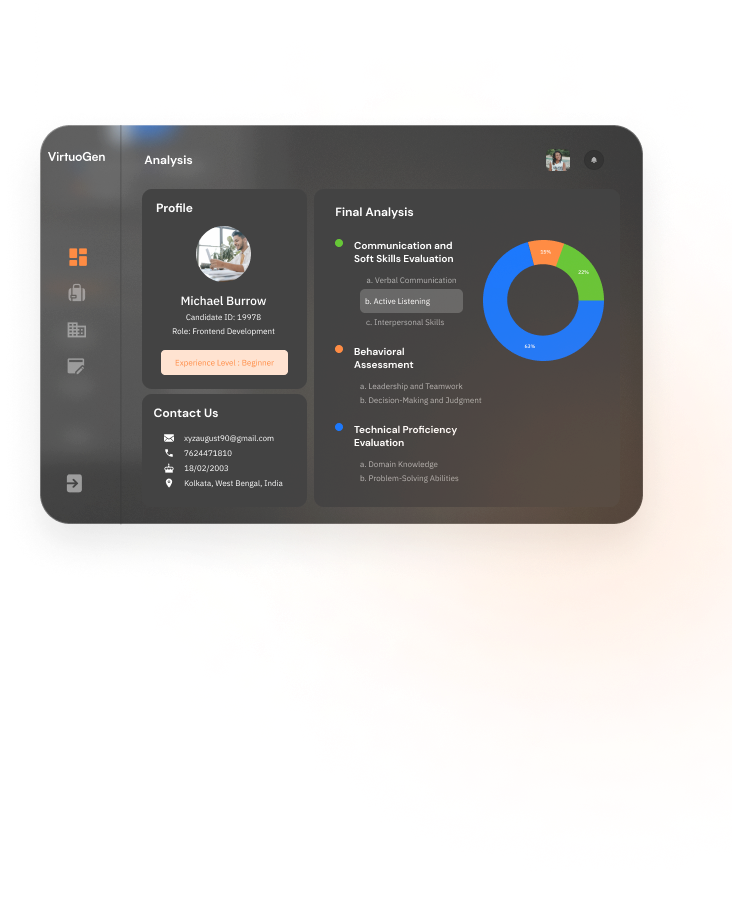 VirtuoGen
Analysis
Profile
Michael Burrow
Candidate ID: 19978
Role: Frontend Development
Experience Level : Beginner
Contact Us
xyzaugust90@gmail.com
7624471810
18/02/2003
Kolkata, West Bengal, India
Final Analysis
Communication and
Soft Skills Evaluation
a. Verbal Communication
b. Active Listening
c. Interpersonal Skills
Behavioral
Assessment
a. Leadership and Teamwork
b. Decision-Making and Judgment
Technical Proficiency
Evaluation
a. Domain Knowledge
b. Problem-Solving Abilities
22%
63%